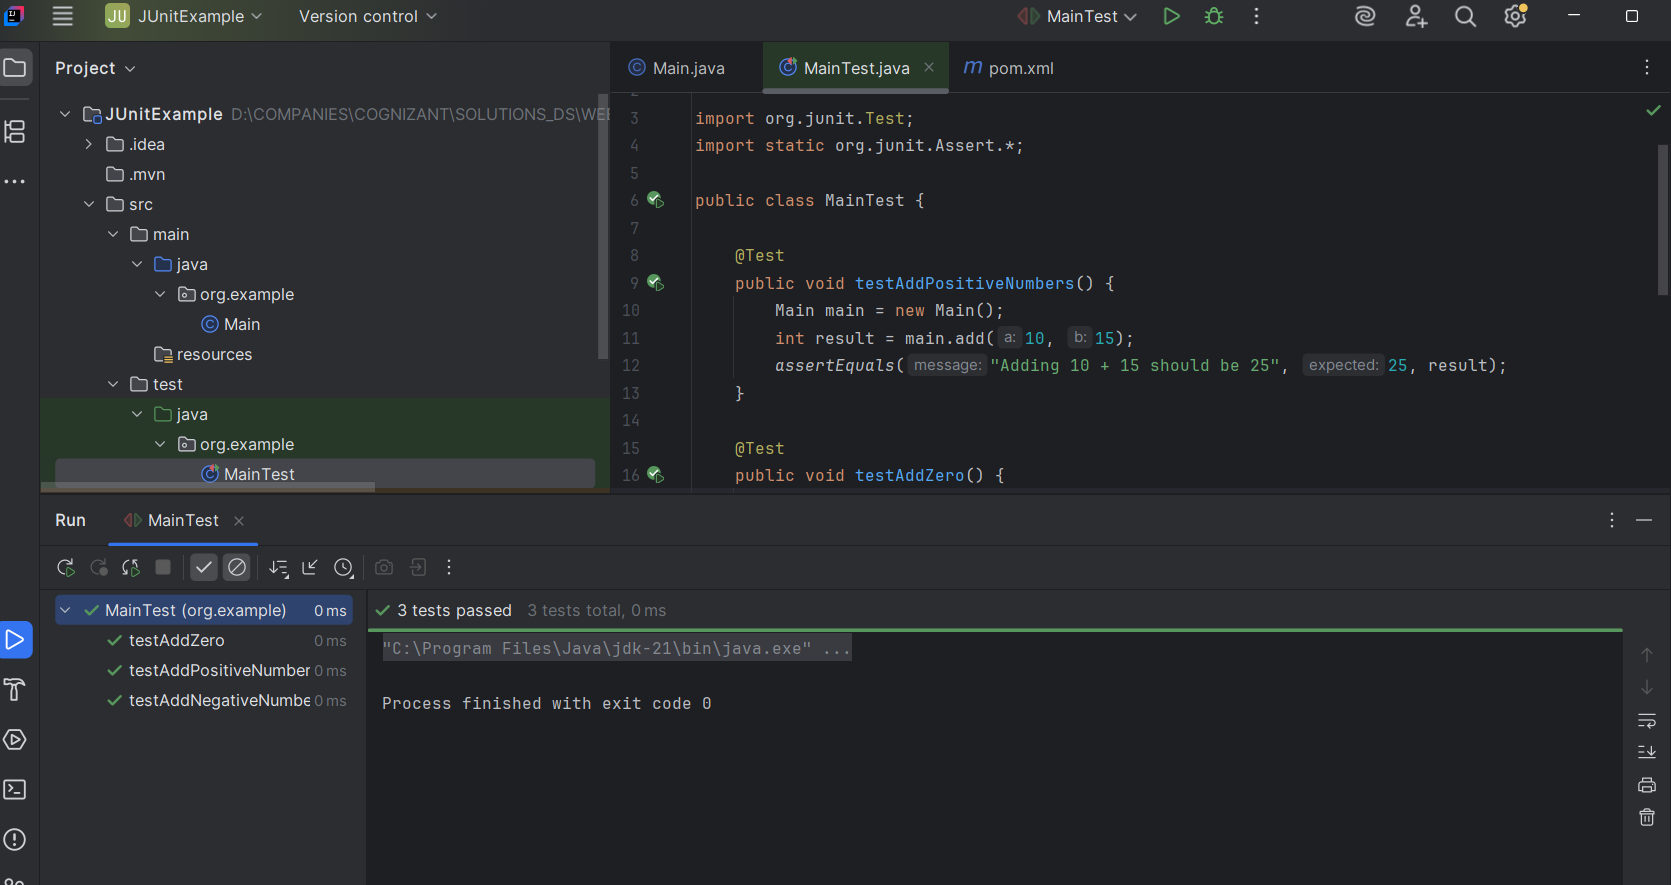 JU JUnitExample Version control MainTest
Project
Main.java MainTest.java pom.xml
JUnitExample D:\COMPANIES\COGNIZANT\SOLUTIONS_DS\WEE
.idea
.mvn
src
main
java
org.example
Main
resources
test
java
org.example
MainTest
3 import org.junit.Test;
4 import static org.junit.Assert.*;
5
6 public class MainTest {
7
8 @Test
9 public void testAddPositiveNumbers() {
10 Main main = new Main();
11 int result = main.add( a: 10, b: 15);
12 assertEquals( message: "Adding 10 + 15 should be 25", expected: 25, result);
13 }
14
15 @Test
16 public void testAddZero() {
Run MainTest
MainTest (org.example) 0 ms
testAddZero 0 ms
testAddPositiveNumber 0 ms
testAddNegativeNumbe 0 ms
3 tests passed 3 tests total, 0 ms
"C:\Program Files\Java\jdk-21\bin\java.exe" ...
Process finished with exit code 0